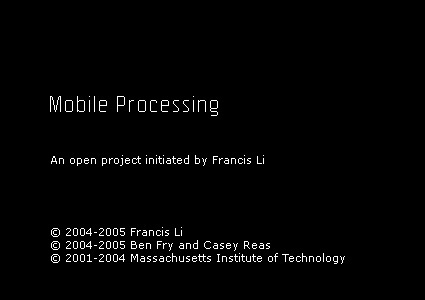 Mobile Processing
An open project initiated by Francis Li
© 2004-2005 Francis Li
© 2004-2005 Ben Fry and Casey Reas
© 2001-2004 Massachusetts Institute of Technology